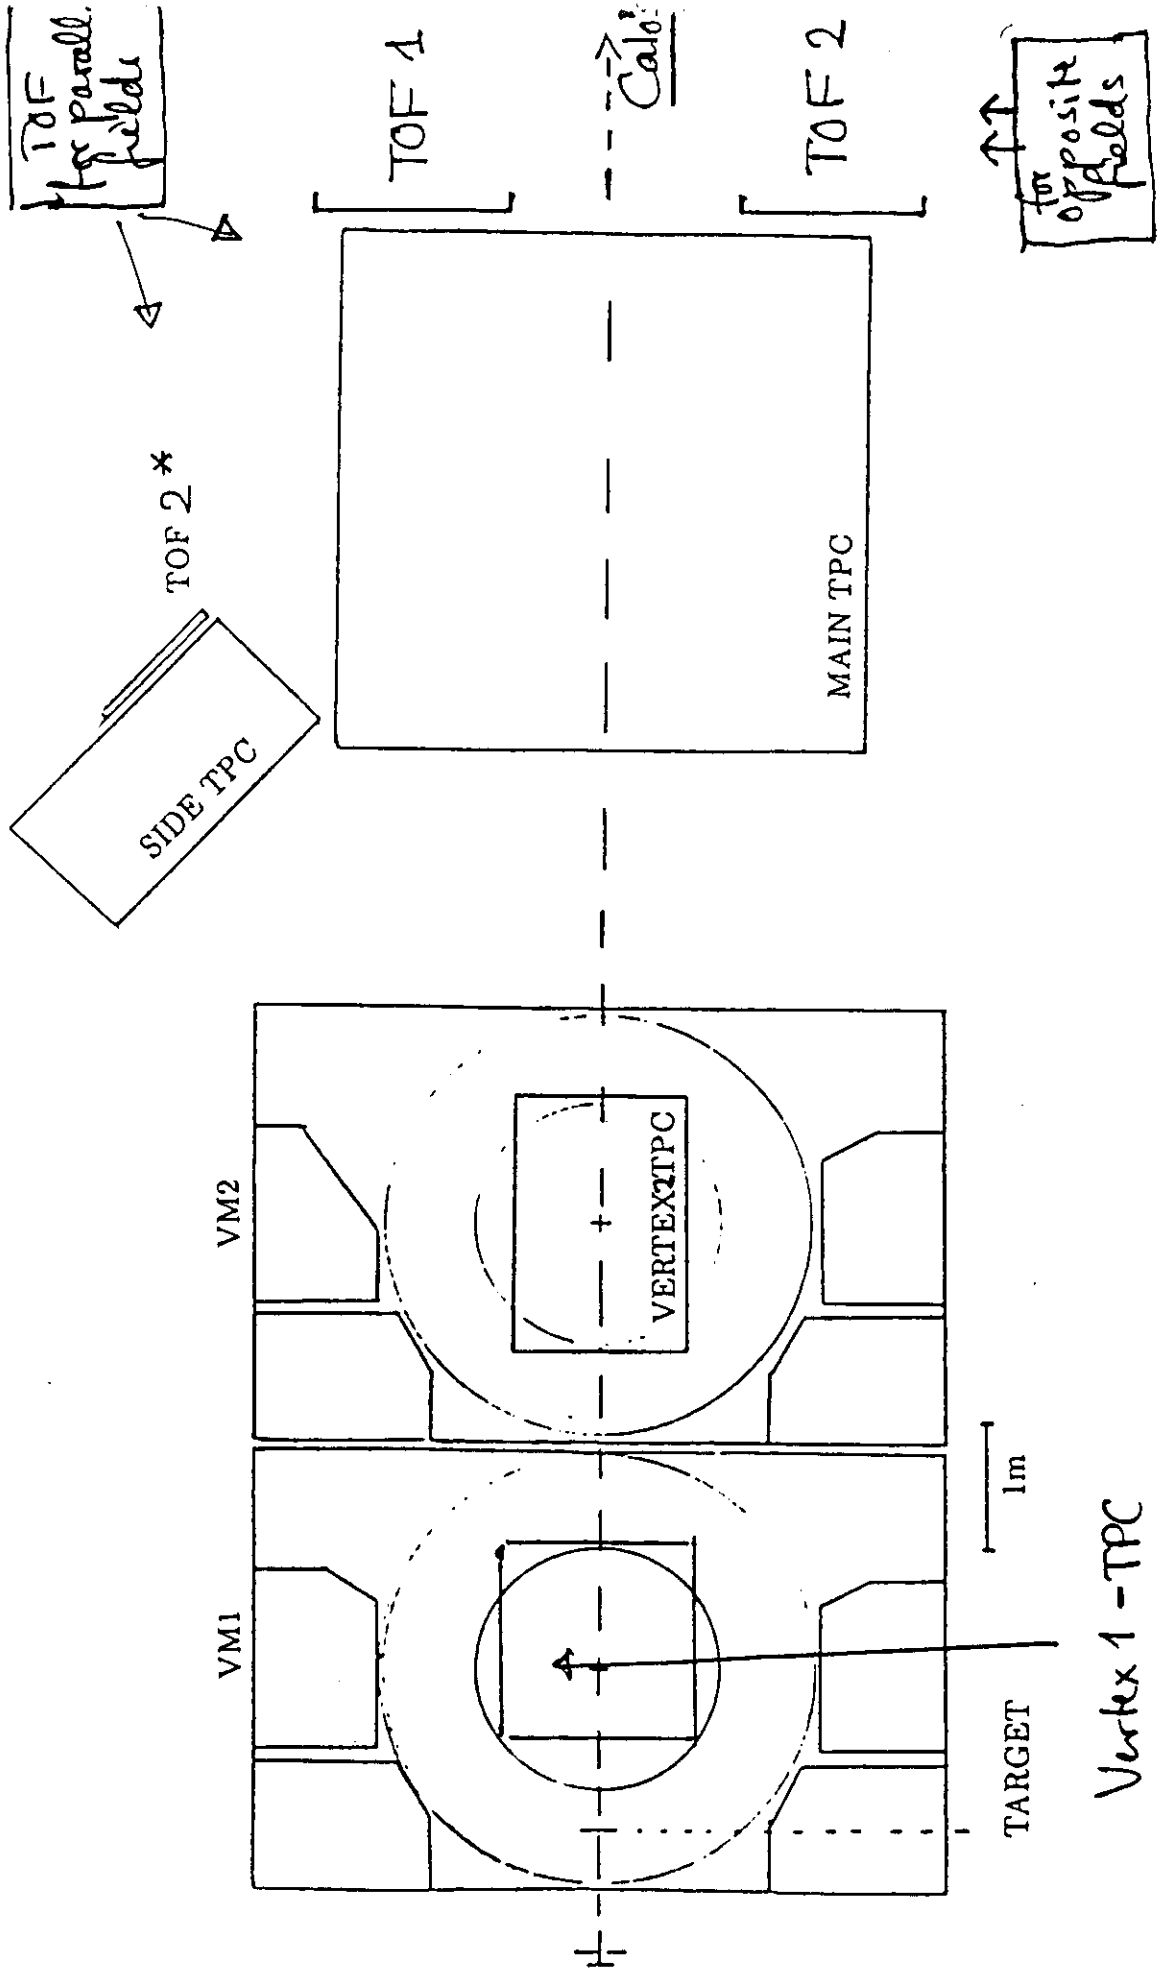 TOF
for parall.
fields
TOF 1
Calo:
TOF 2
for
opposite
fields
TOF 2*
SIDE TPC
MAIN TPC
VM2
VERTEX2TPC
VM1
1m
TARGET
Vertex 1 - TPC